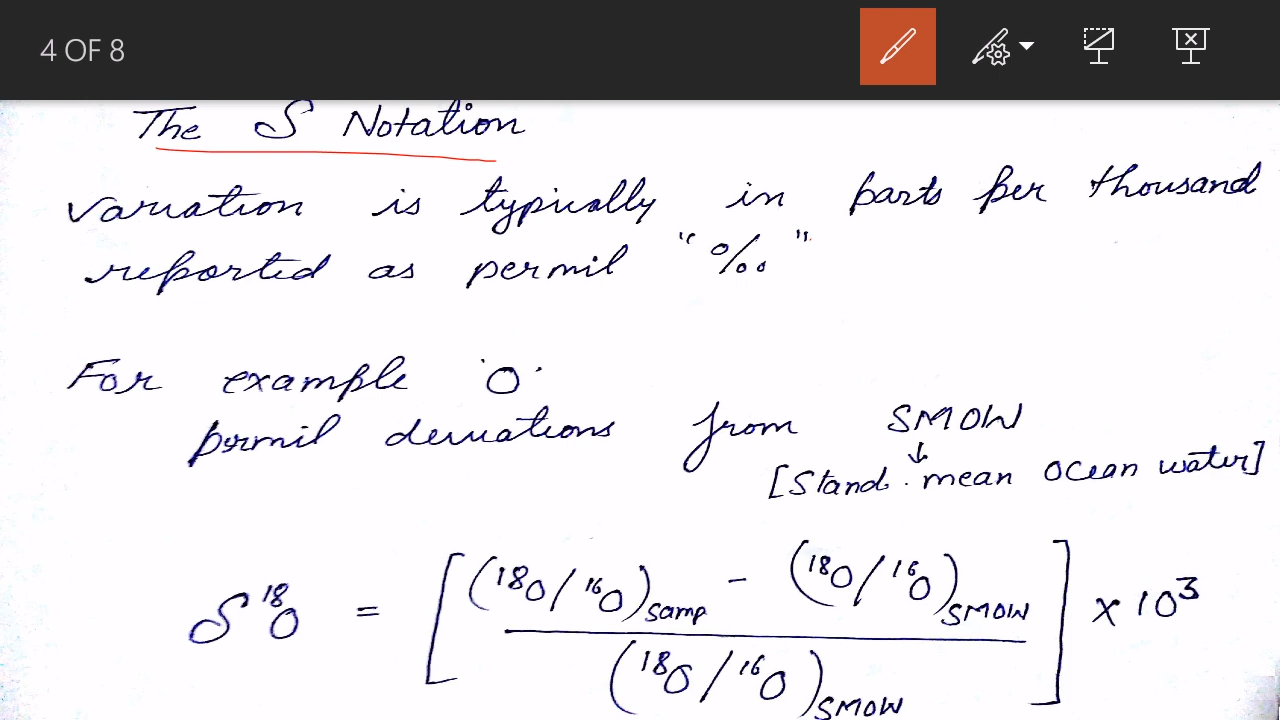 4 OF 8
The δ Notation
variation is typically in parts per thousand
reported as permil "‰"
For example 'O'
permil deviations from SMOW
↓
[Stand. mean ocean water]
δ¹⁸O = [((¹⁸O/¹⁶O)samp - (¹⁸O/¹⁶O)SMOW) / (¹⁸O/¹⁶O)SMOW] × 10³